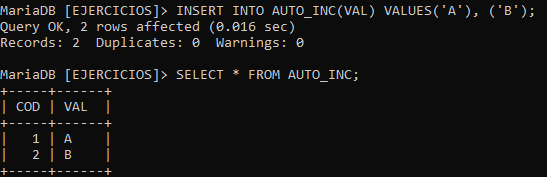 MariaDB [EJERCICIOS]> INSERT INTO AUTO_INC(VAL) VALUES('A'), ('B');
Query OK, 2 rows affected (0.016 sec)
Records: 2  Duplicates: 0  Warnings: 0
MariaDB [EJERCICIOS]> SELECT * FROM AUTO_INC;
+-----+------+
| COD | VAL  |
+-----+------+
|   1 | A    |
|   2 | B    |
+-----+------+